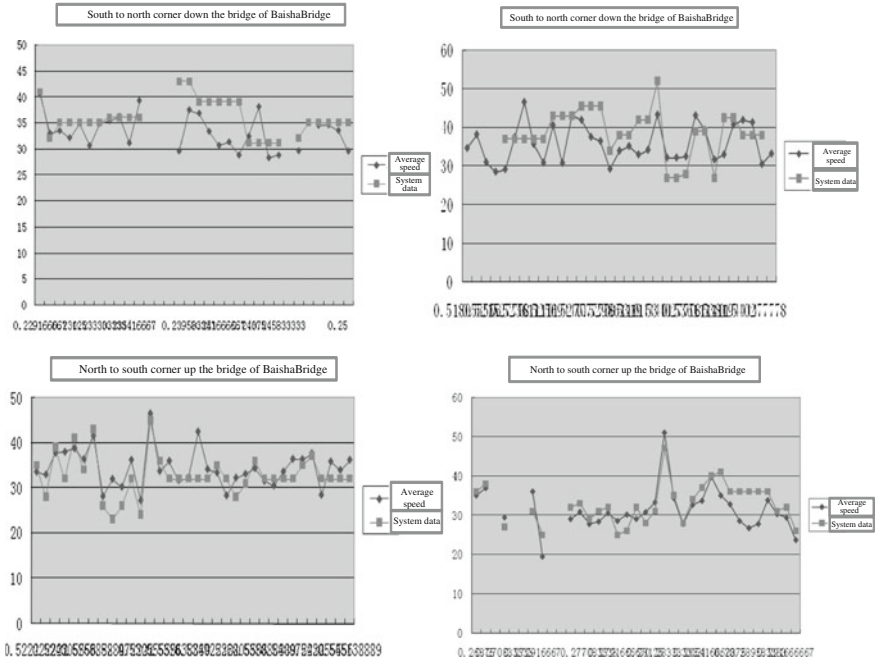 South to north corner down the bridge of BaishaBridge
50
45
40
35
30
25
20
15
10
5
0
0.25
Average
speed
System
data
South to north corner down the bridge of BaishaBridge
60
50
40
30
20
10
0
Average
speed
System data
North to south corner up the bridge of BaishaBridge
50
40
30
20
10
0
Average
speed
System data
North to south corner up the bridge of BaishaBridge
60
50
40
30
20
10
0
Average
speed
System data